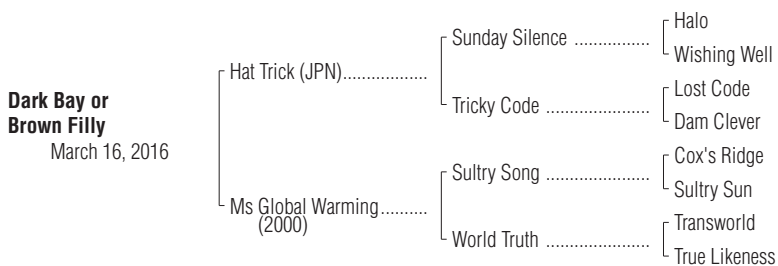 Dark Bay or
Brown Filly
March 16, 2016
Hat Trick (JPN)..................
Ms Global Warming..........
(2000)
Sunday Silence ................
Tricky Code ......................
Sultry Song ......................
World Truth ......................
Halo
Wishing Well
Lost Code
Dam Clever
Cox's Ridge
Sultry Sun
Transworld
True Likeness